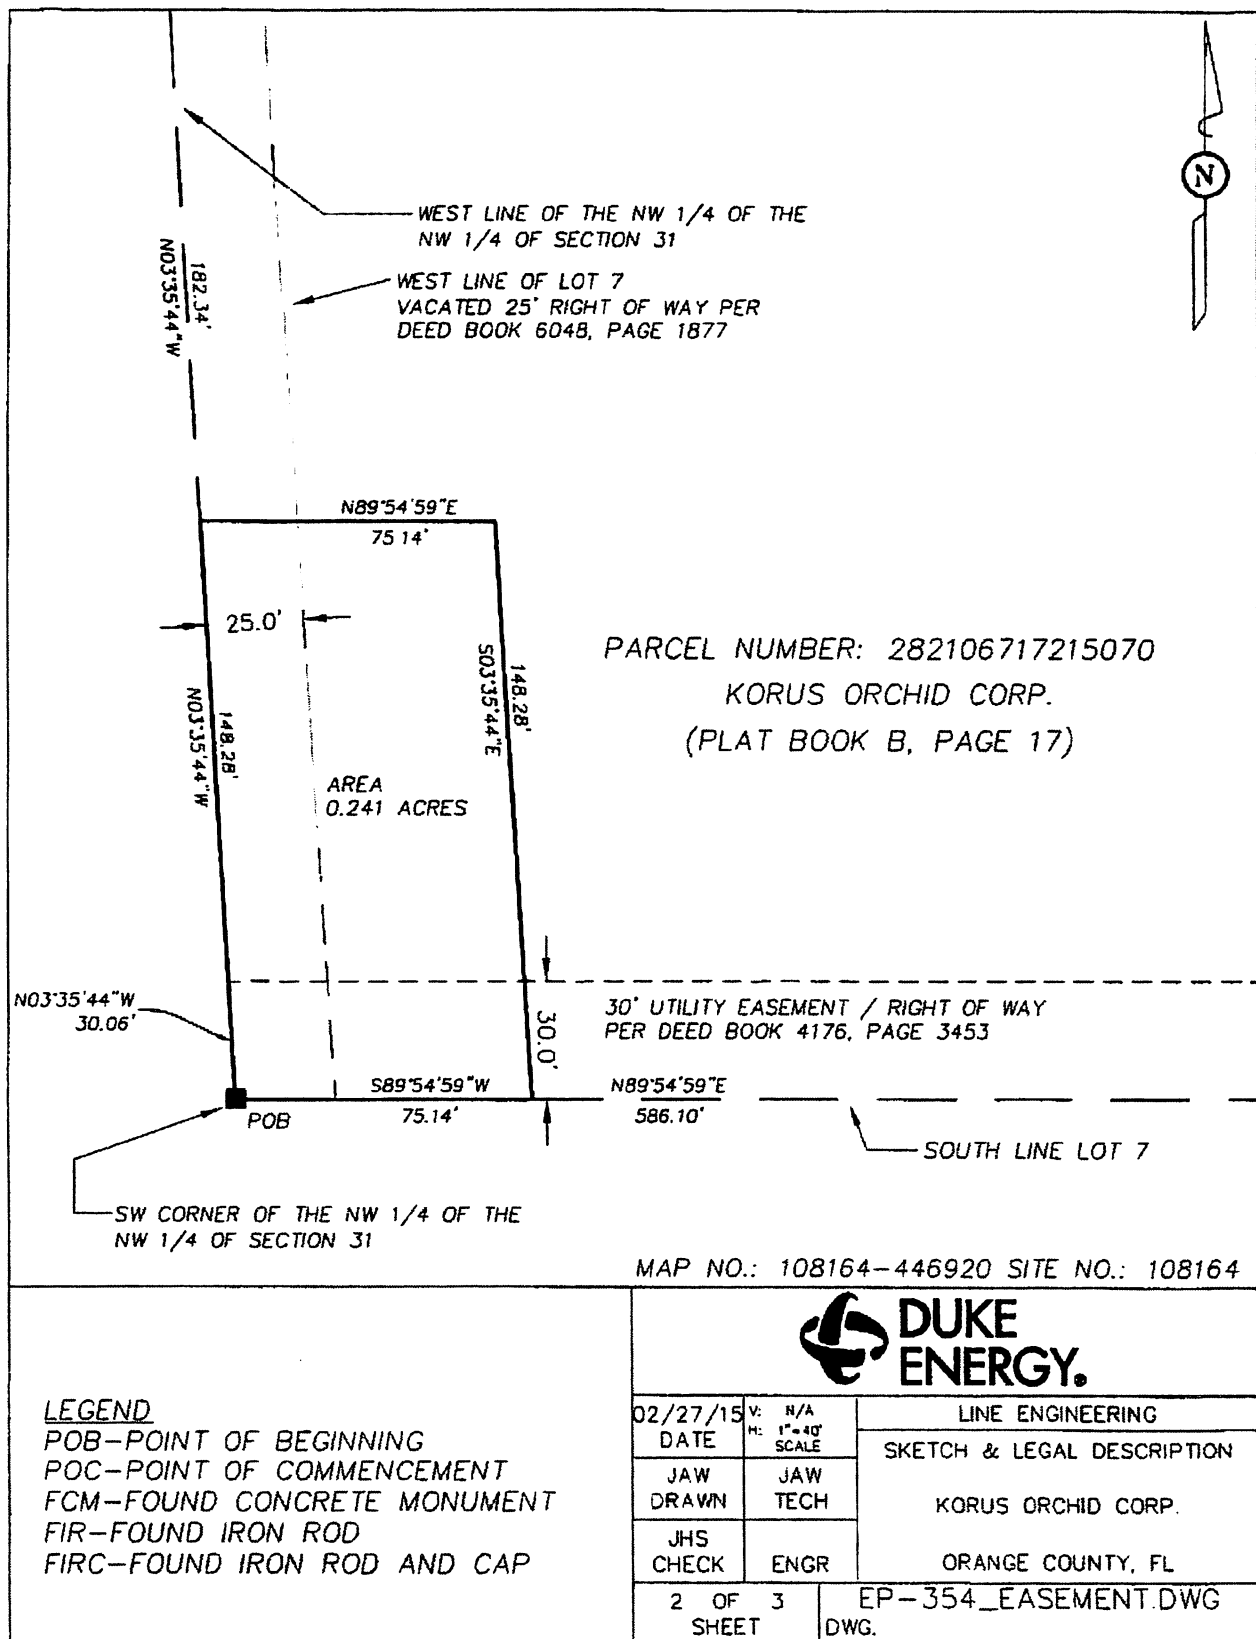 N
WEST LINE OF THE NW 1/4 OF THE
NW 1/4 OF SECTION 31
WEST LINE OF LOT 7
VACATED 25' RIGHT OF WAY PER
DEED BOOK 6048, PAGE 1877
182.34'
N03°35'44"W
N89°54'59"E
75 14'
25.0'
148.28'
S03°35'44"E
148.28'
N03°35'44"W
PARCEL NUMBER: 282106717215070
KORUS ORCHID CORP.
(PLAT BOOK B, PAGE 17)
AREA
0.241 ACRES
N03°35'44"W
30.06'
30.0'
30' UTILITY EASEMENT / RIGHT OF WAY
PER DEED BOOK 4176, PAGE 3453
S89°54'59"W
75.14'
N89°54'59"E
586.10'
POB
SOUTH LINE LOT 7
SW CORNER OF THE NW 1/4 OF THE
NW 1/4 OF SECTION 31
MAP NO.: 108164-446920 SITE NO.: 108164
LEGEND
POB-POINT OF BEGINNING
POC-POINT OF COMMENCEMENT
FCM-FOUND CONCRETE MONUMENT
FIR-FOUND IRON ROD
FIRC-FOUND IRON ROD AND CAP
DUKE
ENERGY.
02/27/15
DATE
V: N/A
H: 1"=40'
SCALE
LINE ENGINEERING
JAW
DRAWN
JAW
TECH
SKETCH & LEGAL DESCRIPTION
KORUS ORCHID CORP.
ORANGE COUNTY, FL
JHS
CHECK
ENGR
2 OF 3
SHEET
EP-354_EASEMENT.DWG
DWG.